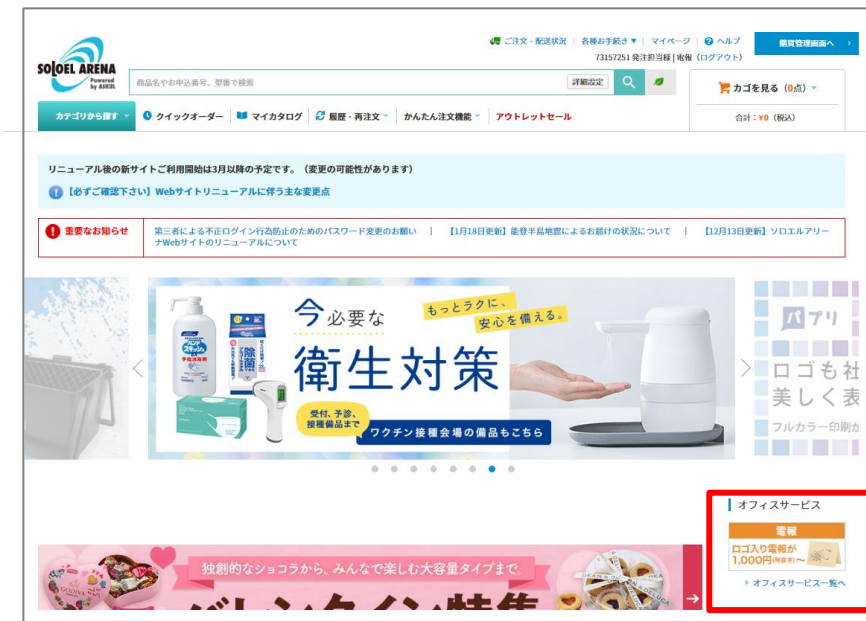 ご注文・配送状況 | 各種お手続き▼ | マイページ | ヘルプ
購買管理画面へ
73157251 発注担当様 | 電報 (ログアウト)
SOLOEL ARENA
Powered
by ASKUL
商品名やお申込番号、型番で検索
詳細設定
カゴを見る (0点)
カテゴリから探す
クイックオーダー
マイカタログ
履歴・再注文
かんたん注文機能
アウトレットセール
合計:¥0 (税込)
リニューアル後の新サイトご利用開始は3月以降の予定です。(変更の可能性があります)
【必ずご確認下さい】Webサイトリニューアルに伴う主な変更点
重要なお知らせ
第三者による不正ログイン行為防止のためのパスワード変更のお願い | 【1月18日更新】能登半島地震によるお届けの状況について | 【12月13日更新】ソロエルアリー
ナWebサイトのリニューアルについて
今必要な
衛生対策
もっとラクに、
安心を備える。
除菌
受付、予診、
接種備品まで
ワクチン接種会場の備品もこちら
パプリ
ロゴも社
美しく表
フルカラー印刷が
オフィスサービス
電報
ロゴ入り電報が
1,000円(税抜き)~
オフィスサービス一覧へ
独創的なショコラから、みんなで楽しむ大容量タイプまで。
バレンタイン特集
GODIVA
DEAN & DELUCA